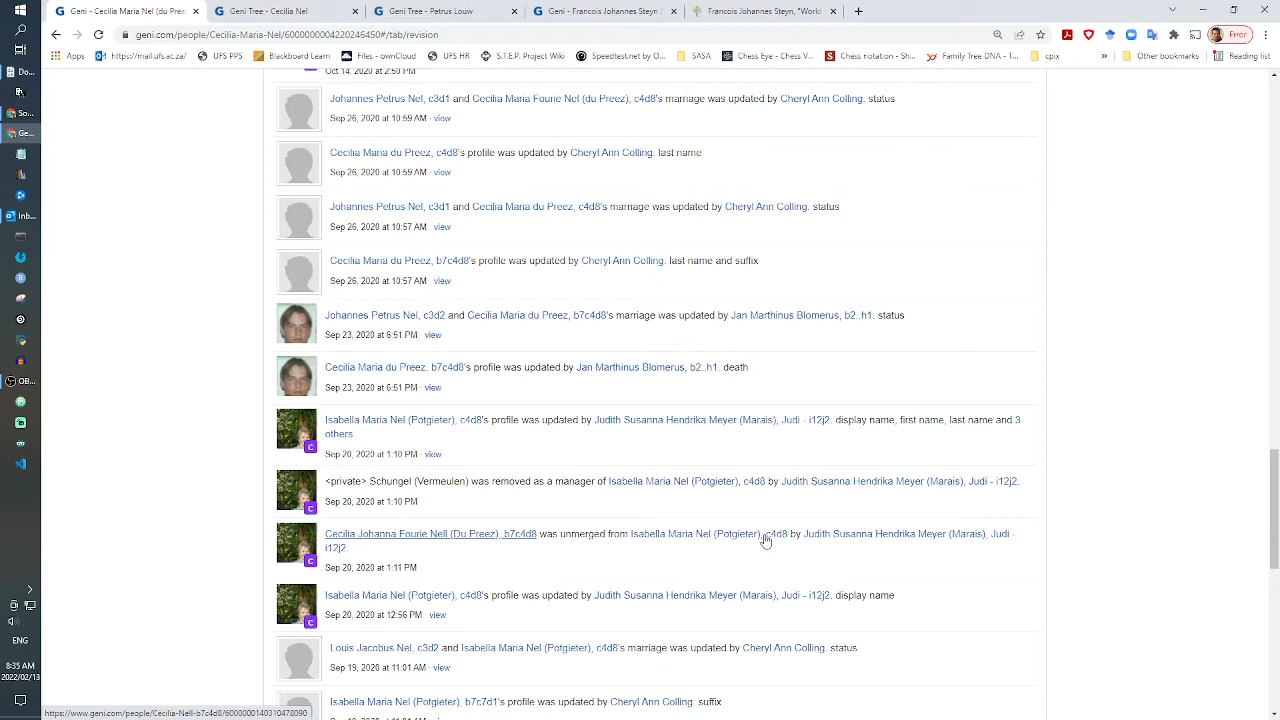 Geni - Cecilia Maria Nel (du Pree
Geni Tree - Cecilia Nel
Geni Tree - Petrus Louw
Geni - Francois Johannes Steyn (
Francois Johannes Steyn, "World
geni.com/people/Cecilia-Maria-Nel/6000000004220512170#/tab/revision
Error
Apps
https://mail.ufs.ac.za/
UFS PPS
Blackboard Learn
Files - ownCloud
UFS HR
BV. Project.co.za
Speedtestnet.bit by O...
SASA
Steyn - Chess V...
Chess notation - Sh...
Family Tree DNA
cpix
Other bookmarks
Reading list
Oct 14, 2020 at 2:50 PM
Johannes Petrus Nel, c3d1 and Cecilia Maria Fourie Nel (du Preez), c4d8's marriage was updated by Cheryl Ann Colling. status
Sep 26, 2020 at 10:59 AM · view
Cecilia Maria du Preez, c4d8's profile was updated by Cheryl Ann Colling. last name
Sep 26, 2020 at 10:59 AM · view
Johannes Petrus Nel, c3d1 and Cecilia Maria du Preez, c4d8's marriage was updated by Cheryl Ann Colling. status
Sep 26, 2020 at 10:57 AM · view
Cecilia Maria du Preez, b7c4d8's profile was updated by Cheryl Ann Colling. last name and suffix
Sep 26, 2020 at 10:57 AM · view
Johannes Petrus Nel, c3d2 and Cecilia Maria du Preez, b7c4d8's marriage was updated by Jan Marthinus Blomerus, b2..h1. status
Sep 23, 2020 at 6:51 PM · view
Cecilia Maria du Preez, b7c4d8's profile was updated by Jan Marthinus Blomerus, b2..h1. death
Sep 23, 2020 at 6:51 PM · view
Isabella Maria Nel (Potgieter), c4d8's profile was updated by Judith Susanna Hendrika Meyer (Marais), Judi - i12j2. display name, first name, last name and
others
Sep 20, 2020 at 1:10 PM · view
C
<private> Aschungel (Vermeulen) was removed as a manager of Isabella Maria Nel (Potgieter), c4d8 by Judith Susanna Hendrika Meyer (Marais), Judi - i12j2.
Sep 20, 2020 at 1:10 PM
C
Cecilia Johanna Fourie Nell (Du Preez), b7c4d8 was unmerged from Isabella Maria Nel (Potgieter), c4d8 by Judith Susanna Hendrika Meyer (Marais), Judi -
i12j2.
Sep 20, 2020 at 1:11 PM
C
Isabella Maria Nel (Potgieter), c4d8's profile was updated by Judith Susanna Hendrika Meyer (Marais), Judi - i12j2. display name
Sep 20, 2020 at 12:56 PM · view
C
Louis Jacobus Nel, c3d2 and Isabella Maria Nel (Potgieter), c4d8's marriage was updated by Cheryl Ann Colling. status
Sep 19, 2020 at 11:01 AM · view
Isabella Maria Nel (Potgieter), b7c4d1's profile was updated by Cheryl Ann Colling. suffix
ENG
8:35 AM
https://www.geni.com/people/Cecilia-Nell-b7c4d8/6000000140310478090